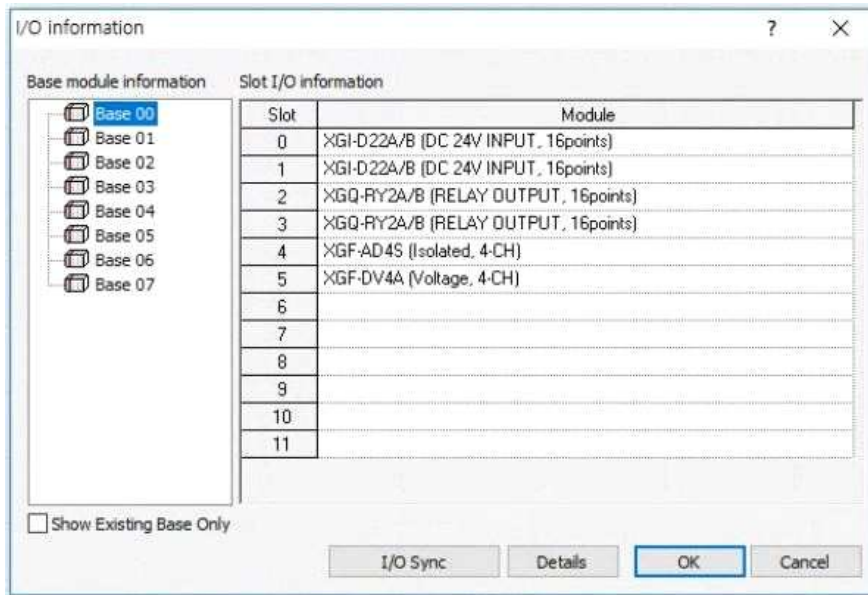 I/O information
?
Base module information
Base 00
Base 01
Base 02
Base 03
Base 04
Base 05
Base 06
Base 07
Show Existing Base Only
Slot I/O information
Slot Module
0 XGI-D22A/B (DC 24V INPUT, 16points)
1 XGI-D22A/B (DC 24V INPUT, 16points)
2 XGQ-RY2A/B (RELAY OUTPUT, 16points)
3 XGQ-RY2A/B (RELAY OUTPUT, 16points)
4 XGF-AD4S (Isolated, 4-CH)
5 XGF-DV4A (Voltage, 4-CH)
6
7
8
9
10
11
I/O Sync Details OK Cancel